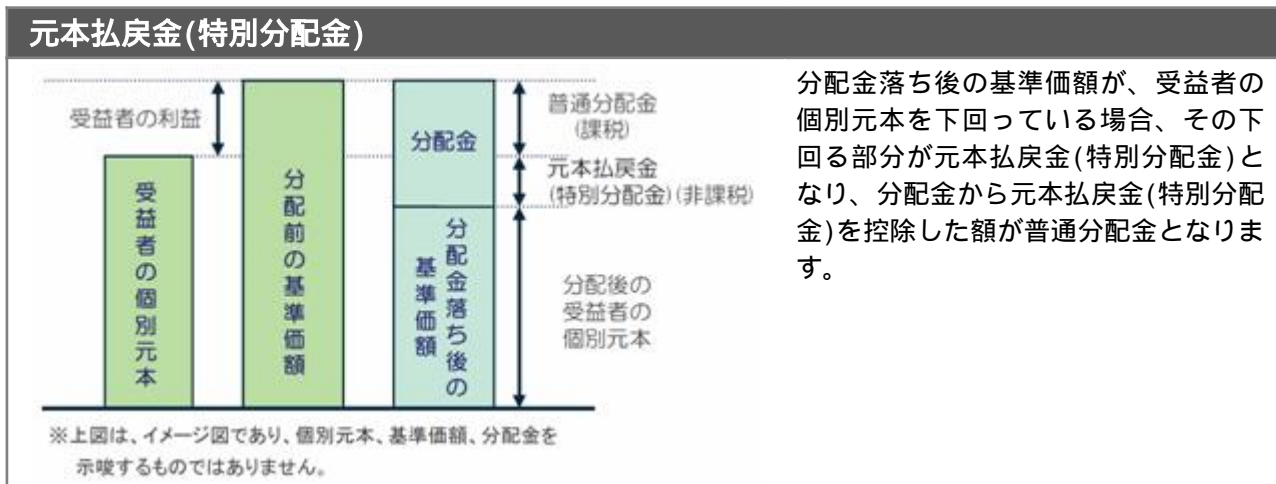 元本払戻金(特別分配金)
受益者の利益
受益者の個別元本
分配前の基準価額
分配金
分配金落ち後の
基準価額
普通分配金
(課税)
元本払戻金
(特別分配金)(非課税)
分配後の
受益者の
個別元本
※上図は、イメージ図であり、個別元本、基準価額、分配金を
示唆するものではありません。
分配金落ち後の基準価額が、受益者の
個別元本を下回っている場合、その下
回る部分が元本払戻金(特別分配金)と
なり、分配金から元本払戻金(特別分配
金)を控除した額が普通分配金となりま
す。